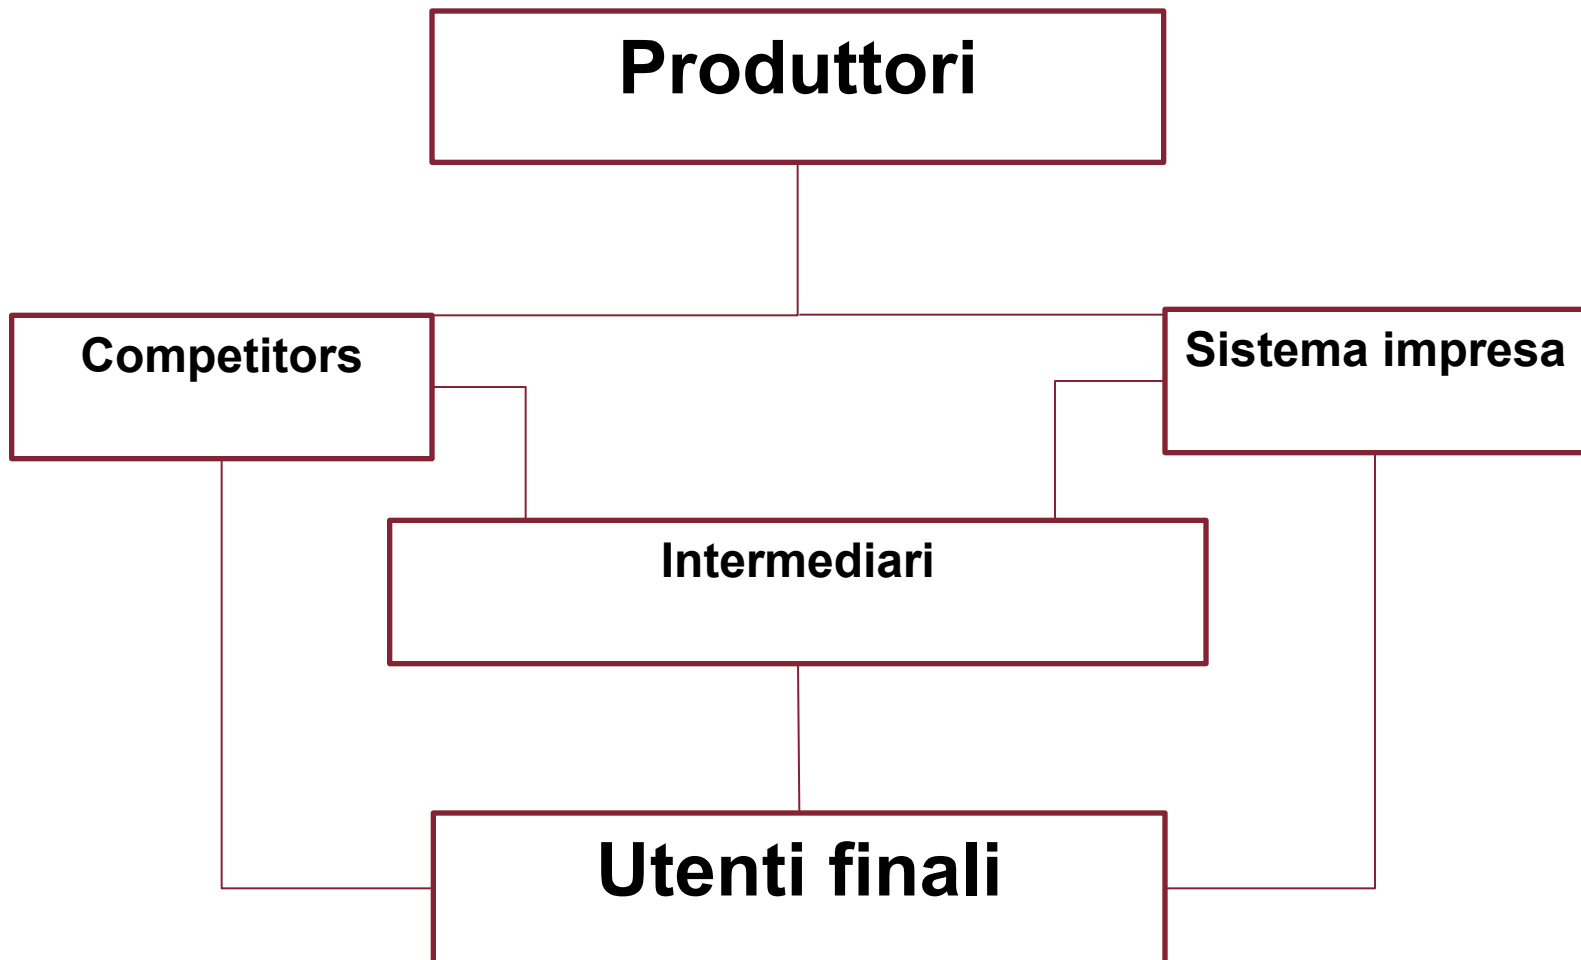 Produttori
Competitors
Sistema impresa
Intermediari
Utenti finali